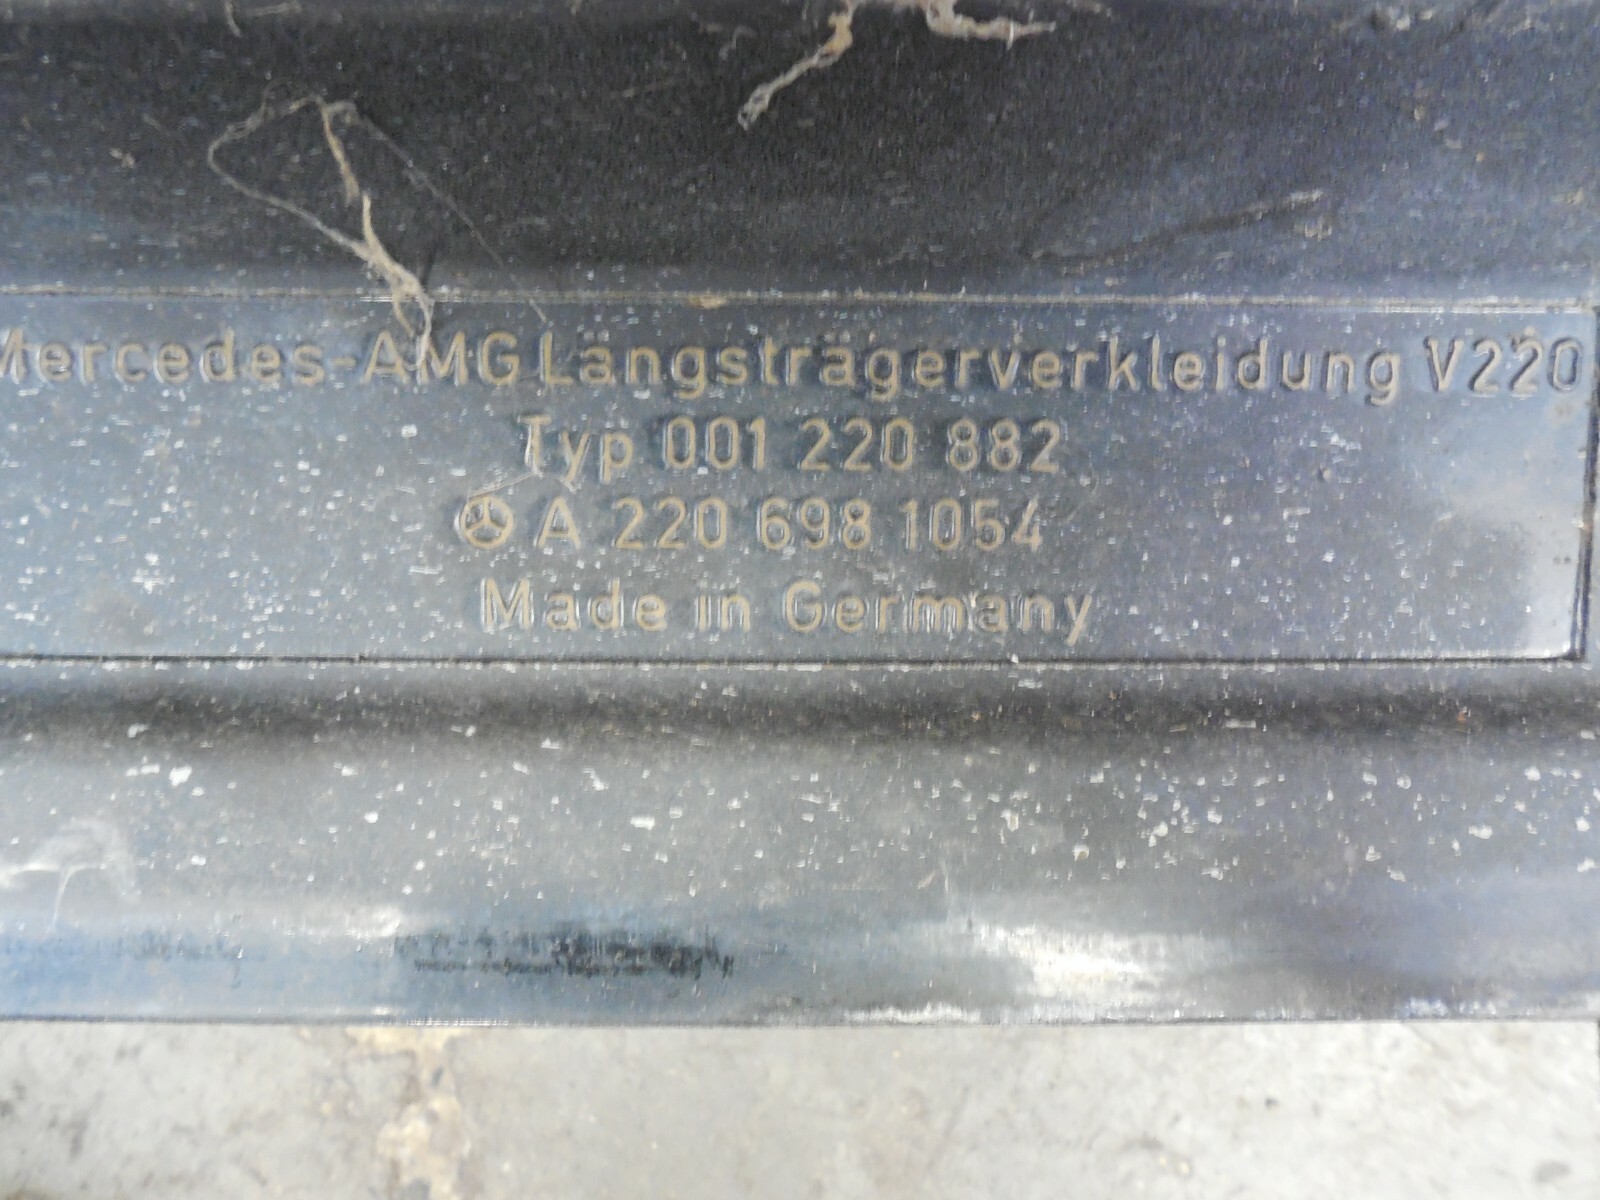 Mercedes-AMG Längsträgerverkleidung V220
Typ 001 220 882
A 220 698 1054
Made in Germany